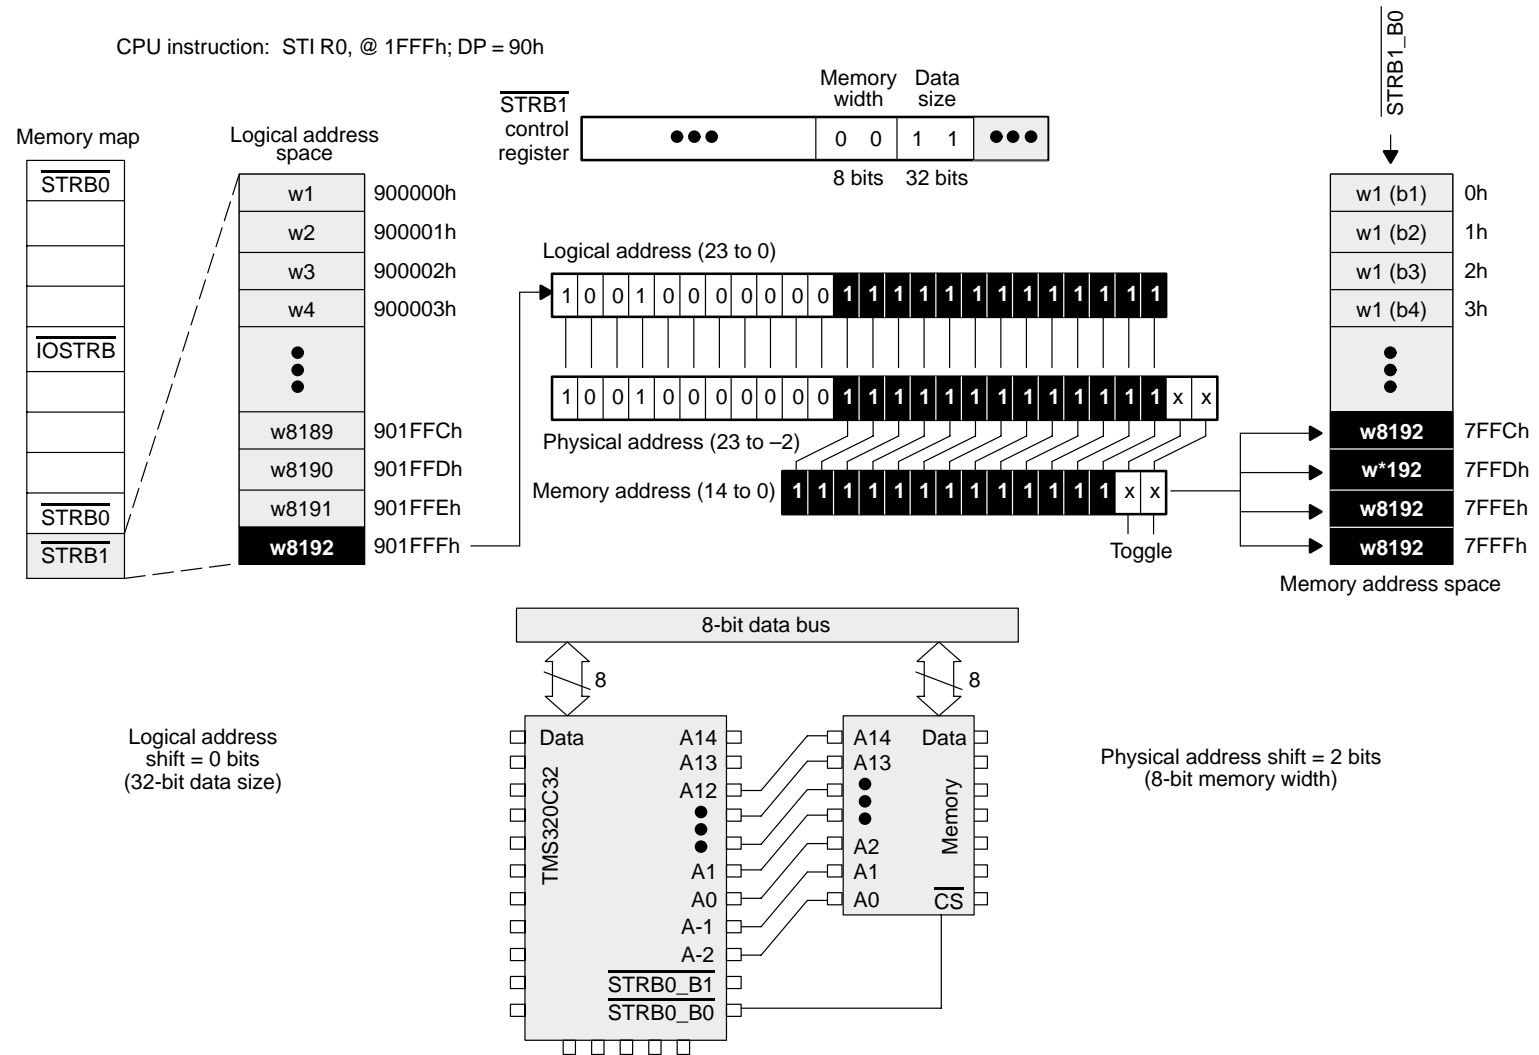 CPU instruction: STI R0, @ 1FFFh; DP = 90h
STRB1_B0
Memory width
Data size
STRB1 control register
●●●
0 0
1 1
●●●
8 bits
32 bits
Memory map
STRB0
IOSTRB
STRB0
STRB1
Logical address space
w1 900000h
w2 900001h
w3 900002h
w4 900003h
w8189 901FFCh
w8190 901FFDh
w8191 901FFEh
w8192 901FFFh
Logical address (23 to 0)
1 0 0 1 0 0 0 0 0 0 0 1 1 1 1 1 1 1 1 1 1 1 1 1
1 0 0 1 0 0 0 0 0 0 0 1 1 1 1 1 1 1 1 1 1 1 1 1 x x
Physical address (23 to –2)
Memory address (14 to 0)
1 1 1 1 1 1 1 1 1 1 1 1 1 x x
Toggle
w1 (b1) 0h
w1 (b2) 1h
w1 (b3) 2h
w1 (b4) 3h
w8192 7FFCh
w*192 7FFDh
w8192 7FFEh
w8192 7FFFh
Memory address space
8-bit data bus
8
8
Logical address
shift = 0 bits
(32-bit data size)
Data
TMS320C32
A14
A13
A12
A1
A0
A-1
A-2
STRB0_B1
STRB0_B0
A14
A13
A2
A1
A0
Data
Memory
CS
Physical address shift = 2 bits
(8-bit memory width)